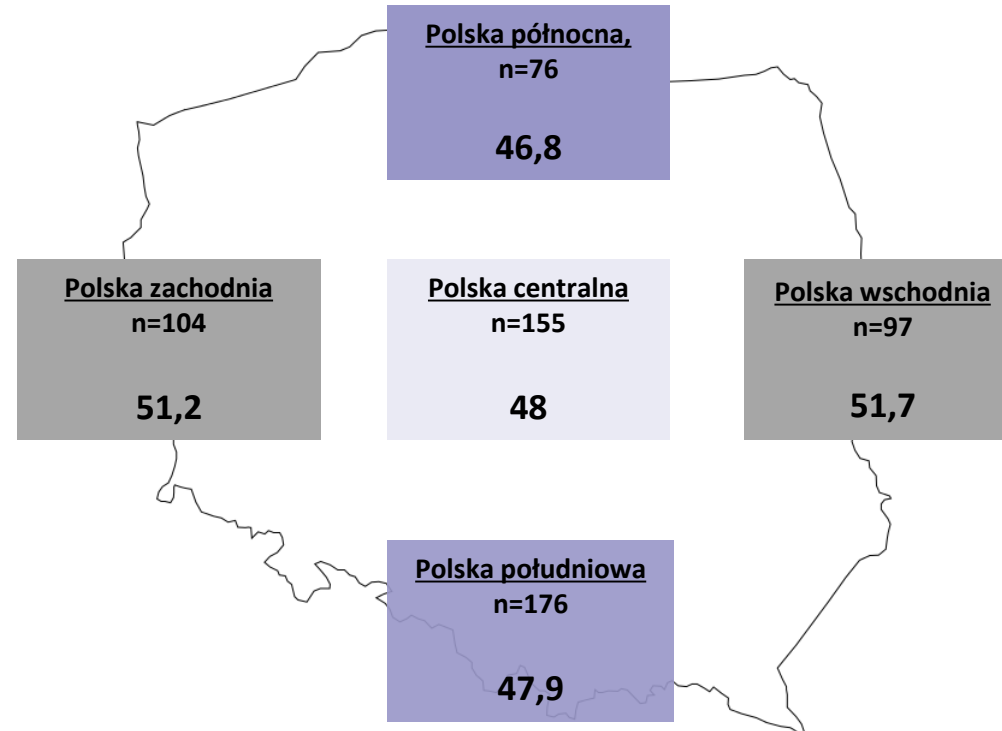 Polska północna,
n=76
46,8
Polska zachodnia
n=104
51,2
Polska centralna
n=155
48
Polska wschodnia
n=97
51,7
Polska południowa
n=176
47,9